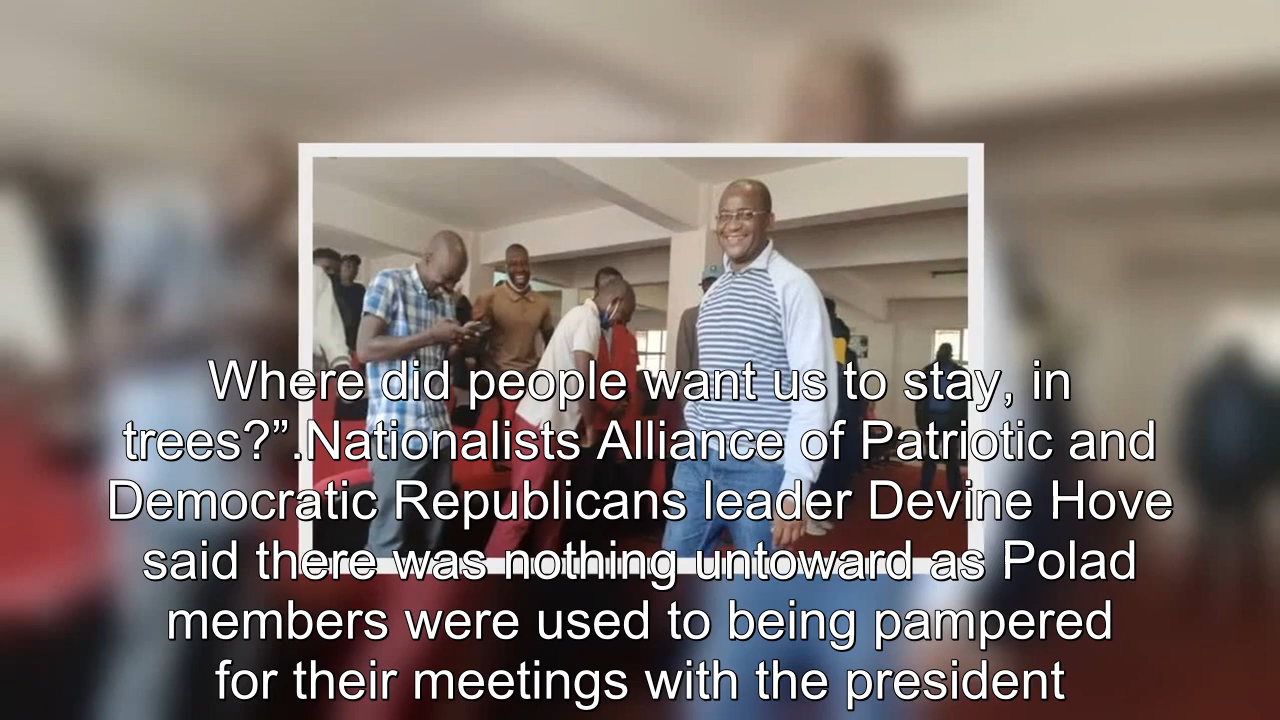 Where did people want us to stay, in
trees?”.Nationalists Alliance of Patriotic and
Democratic Republicans leader Devine Hove
said there was nothing untoward as Polad
members were used to being pampered
for their meetings with the president